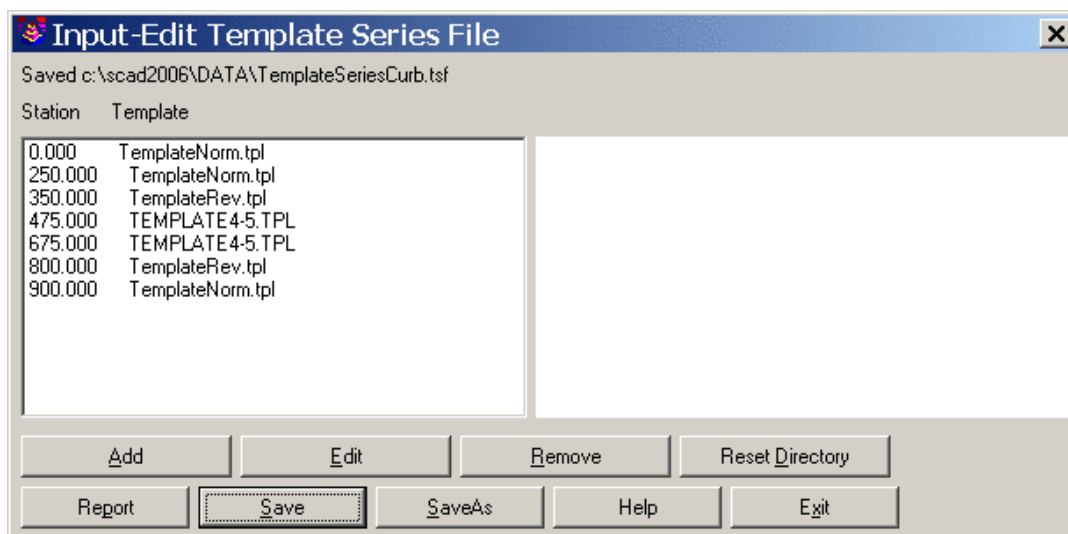 Input-Edit Template Series File
Saved c:\scad2006\DATA\TemplateSeriesCurb.tsf
Station Template
0.000 TemplateNorm.tpl
250.000 TemplateNorm.tpl
350.000 TemplateRev.tpl
475.000 TEMPLATE4-5.TPL
675.000 TEMPLATE4-5.TPL
800.000 TemplateRev.tpl
900.000 TemplateNorm.tpl
Add Edit Remove Reset Directory
Report Save SaveAs Help Exit